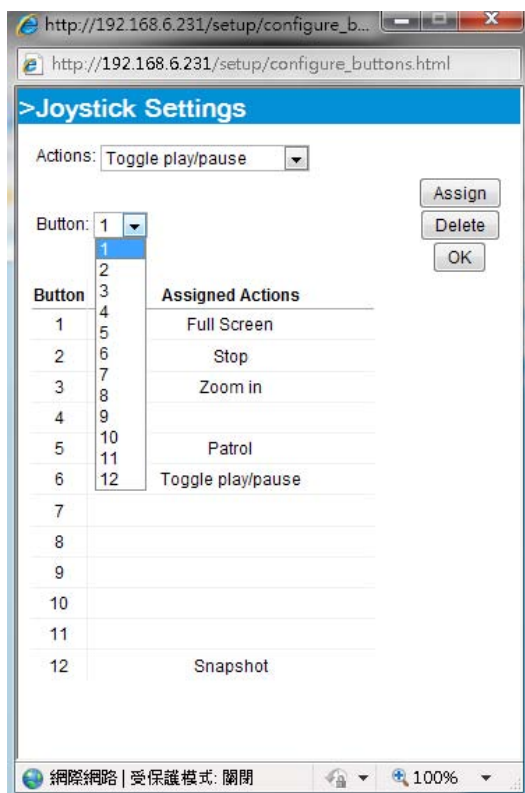 http://192.168.6.231/setup/configure_b...
http://192.168.6.231/setup/configure_buttons.html
>Joystick Settings
Actions: Toggle play/pause
Assign
Button: 1
Delete
OK
1
2
3
4
5
6
7
8
9
10
11
12
Button Assigned Actions
1 Full Screen
2 Stop
3 Zoom in
4
5 Patrol
6 Toggle play/pause
7
8
9
10
11
12 Snapshot
網際網路 | 受保護模式: 關閉 100%